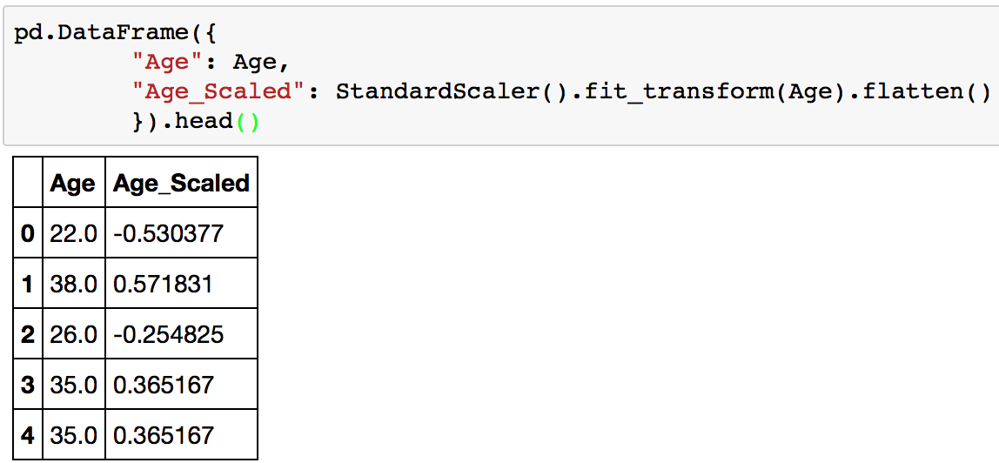 pd.DataFrame({
"Age": Age,
"Age_Scaled": StandardScaler().fit_transform(Age).flatten()
}).head()
Age Age_Scaled
0 22.0 -0.530377
1 38.0 0.571831
2 26.0 -0.254825
3 35.0 0.365167
4 35.0 0.365167